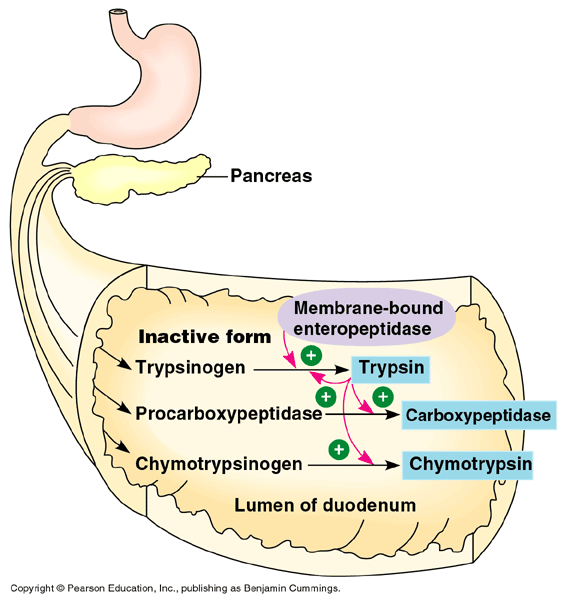 Pancreas
Membrane-bound
enteropeptidase
Inactive form
+
Trypsinogen
Trypsin
+
+
Procarboxypeptidase
Carboxypeptidase
+
Chymotrypsinogen
Chymotrypsin
Lumen of duodenum
Copyright © Pearson Education, Inc., publishing as Benjamin Cummings.